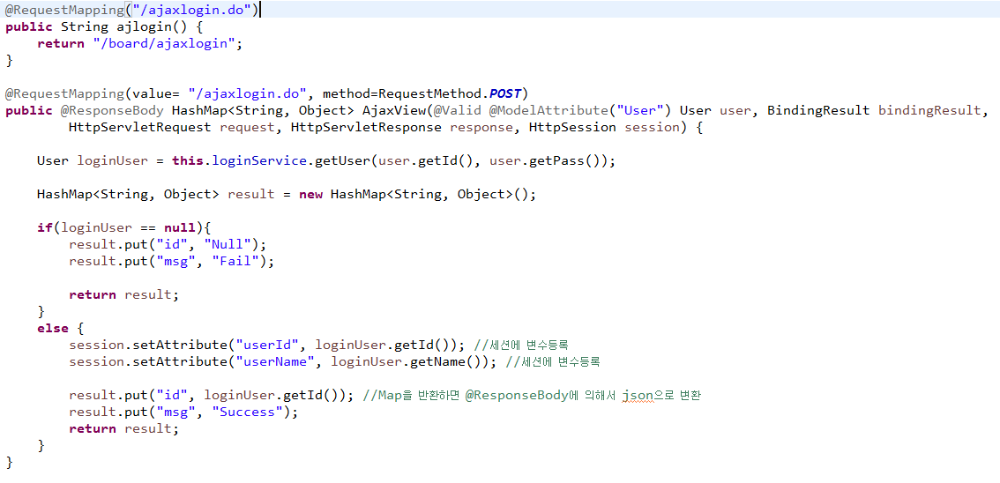 @RequestMapping("/ajaxlogin.do")
public String ajlogin() {
return "/board/ajaxlogin";
}
@RequestMapping(value= "/ajaxlogin.do", method=RequestMethod.POST)
public @ResponseBody HashMap<String, Object> AjaxView(@Valid @ModelAttribute("User") User user, BindingResult bindingResult,
HttpServletRequest request, HttpServletResponse response, HttpSession session) {
User loginUser = this.loginService.getUser(user.getId(), user.getPass());
HashMap<String, Object> result = new HashMap<String, Object>();
if(loginUser == null){
result.put("id", "Null");
result.put("msg", "Fail");
return result;
}
else {
session.setAttribute("userId", loginUser.getId()); //세션에 변수등록
session.setAttribute("userName", loginUser.getName()); //세션에 변수등록
result.put("id", loginUser.getId()); //Map을 반환하면 @ResponseBody에 의해서 json으로 변환
result.put("msg", "Success");
return result;
}
}